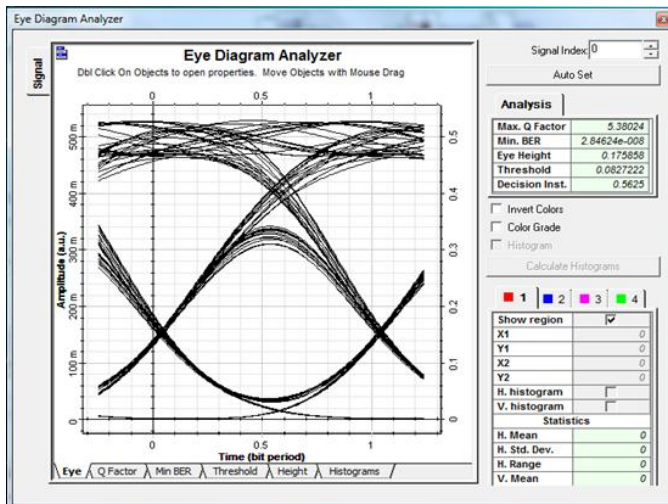 Eye Diagram Analyzer
Signal
Eye Diagram Analyzer
Dbl Click On Objects to open properties. Move Objects with Mouse Drag
0 0.5 1
500 m
400 m
300 m
200 m
100 m
0
Amplitude (a.u.)
0.5
0.4
0.3
0.2
0.1
0
0 0.5 1
Time (bit period)
Eye Q Factor Min BER Threshold Height Histograms
Signal Index: 0
Auto Set
Analysis
Max. Q Factor 5.38024
Min. BER 2.84624e-008
Eye Height 0.175858
Threshold 0.0827222
Decision Inst. 0.5625
Invert Colors
Color Grade
Histogram
Calculate Histograms
1 2 3 4
Show region
X1 0
Y1 0
X2 0
Y2 0
H. histogram
V. histogram
Statistics
H. Mean 0
H. Std. Dev. 0
H. Range 0
V. Mean 0